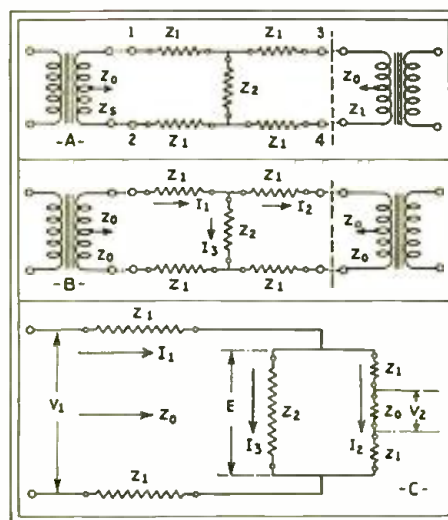 1 Z1 Z1 3
Z0 Z2 Z0
Zs Z1
-A- 2 Z1 Z1 4
Z1 Z1
Z0 I1 I2 Z0
I3 Z2
Z0 Z0
-B- Z1 Z1
Z1
I1 Z1
V1 Z0 E Z2 Z0 V2
I3 I2 Z1
Z1 -C-